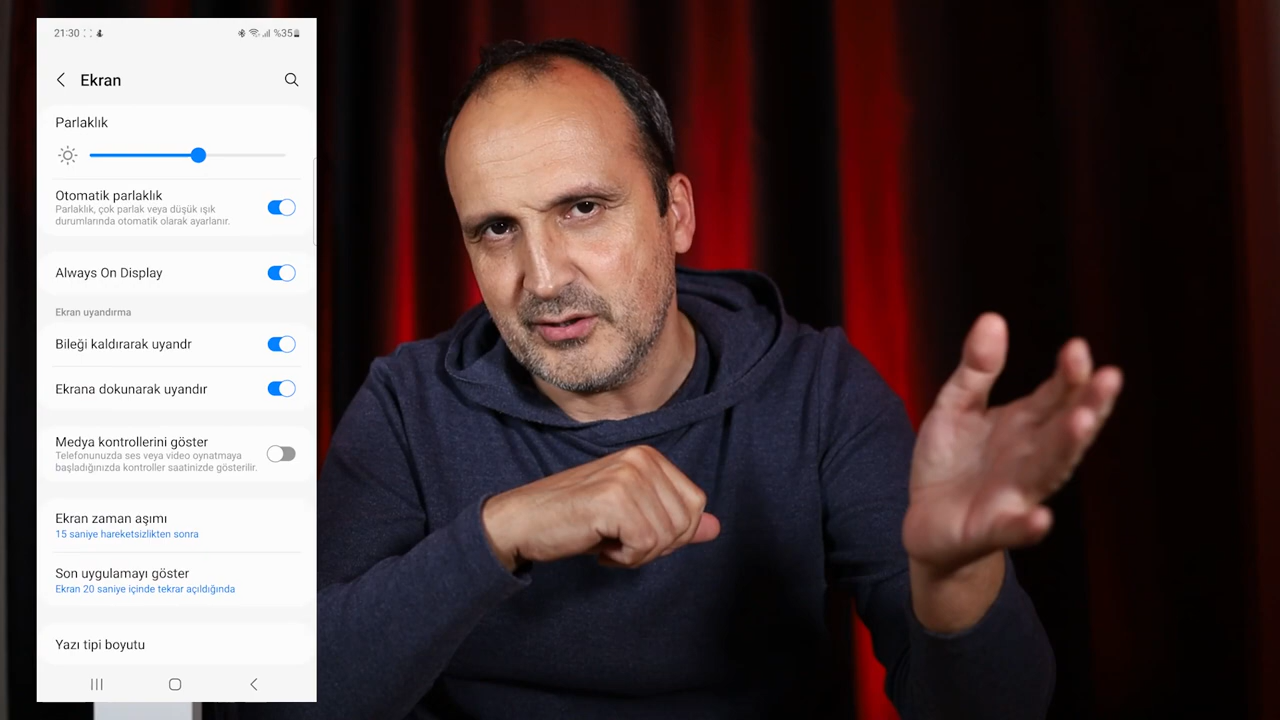 21:30 %35
Ekran
Parlaklık
Otomatik parlaklık
Parlaklık, çok parlak veya düşük ışık
durumlarında otomatik olarak ayarlanır.
Always On Display
Ekran uyandırma
Bileği kaldırarak uyandr
Ekrana dokunarak uyandır
Medya kontrollerini göster
Telefonunuzda ses veya video oynatmaya
başladığınızda kontroller saatinizde gösterilir.
Ekran zaman aşımı
15 saniye hareketsizlikten sonra
Son uygulamayı göster
Ekran 20 saniye içinde tekrar açıldığında
Yazı tipi boyutu